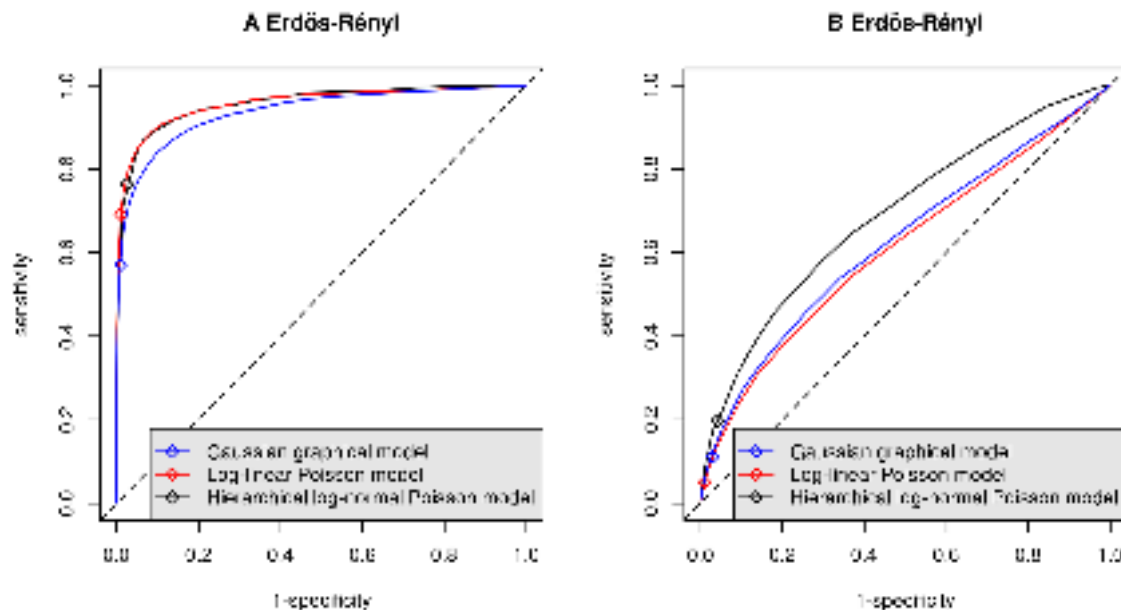 A Erdös-Rényi
B Erdös-Rényi
sensitivity
1.0
0.8
0.6
0.4
0.2
0.0
Gaussian graphical model
Log-linear Poisson model
Hierarchical log-normal Poisson model
0.0 0.2 0.4 0.6 0.8 1.0
1-specificity
sensitivity
1.0
0.8
0.6
0.4
0.2
0.0
Gaussian graphical model
Log-linear Poisson model
Hierarchical log-normal Poisson model
0.0 0.2 0.4 0.6 0.8 1.0
1-specificity